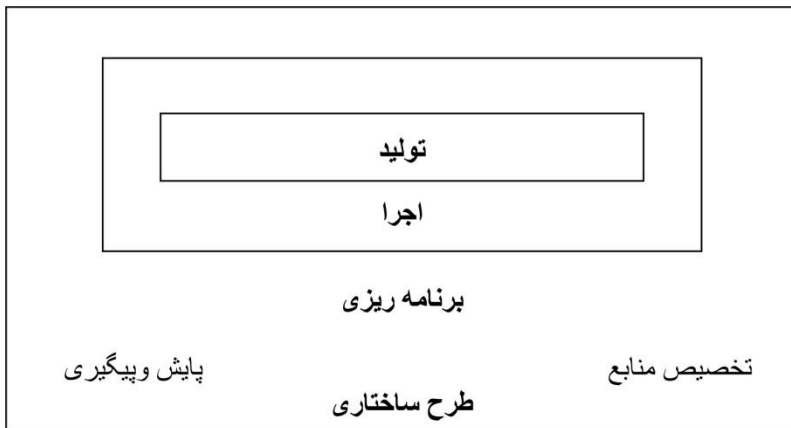 تولید
اجرا
برنامه ریزی
تخصیص منابع
پایش وپیگیری
طرح ساختاری